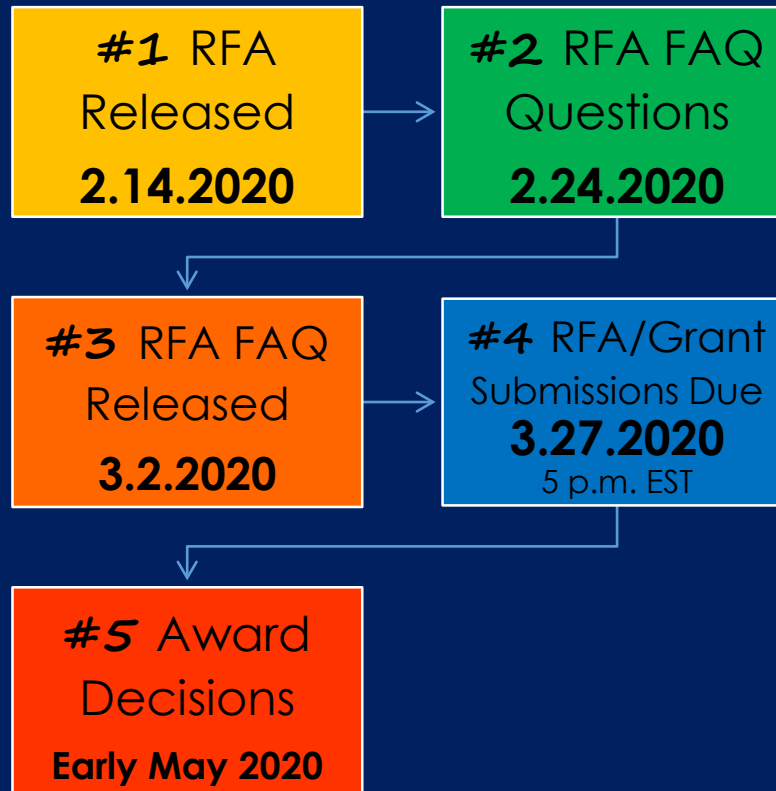 #1 RFA
Released
2.14.2020
#2 RFA FAQ
Questions
2.24.2020
#3 RFA FAQ
Released
3.2.2020
#4 RFA/Grant
Submissions Due
3.27.2020
5 p.m. EST
#5 Award
Decisions
Early May 2020